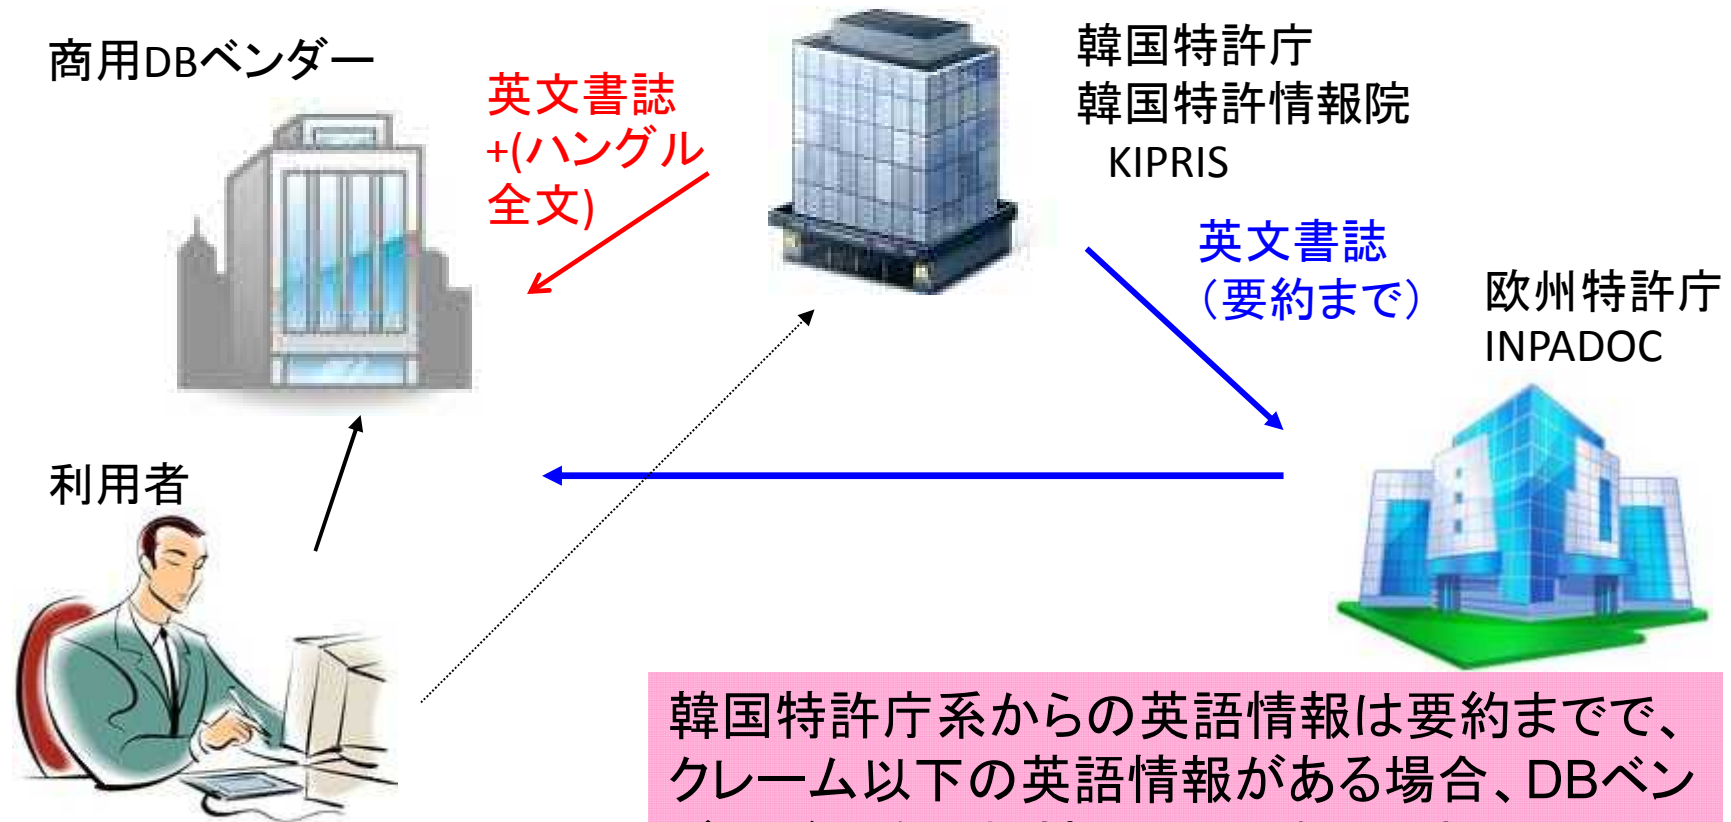 商用DBベンダー
英文書誌
+(ハングル
全文)
韓国特許庁
韓国特許情報院
KIPRIS
英文書誌
（要約まで）
欧州特許庁
INPADOC
利用者
韓国特許庁系からの英語情報は要約までで、
クレーム以下の英語情報がある場合、DBベン